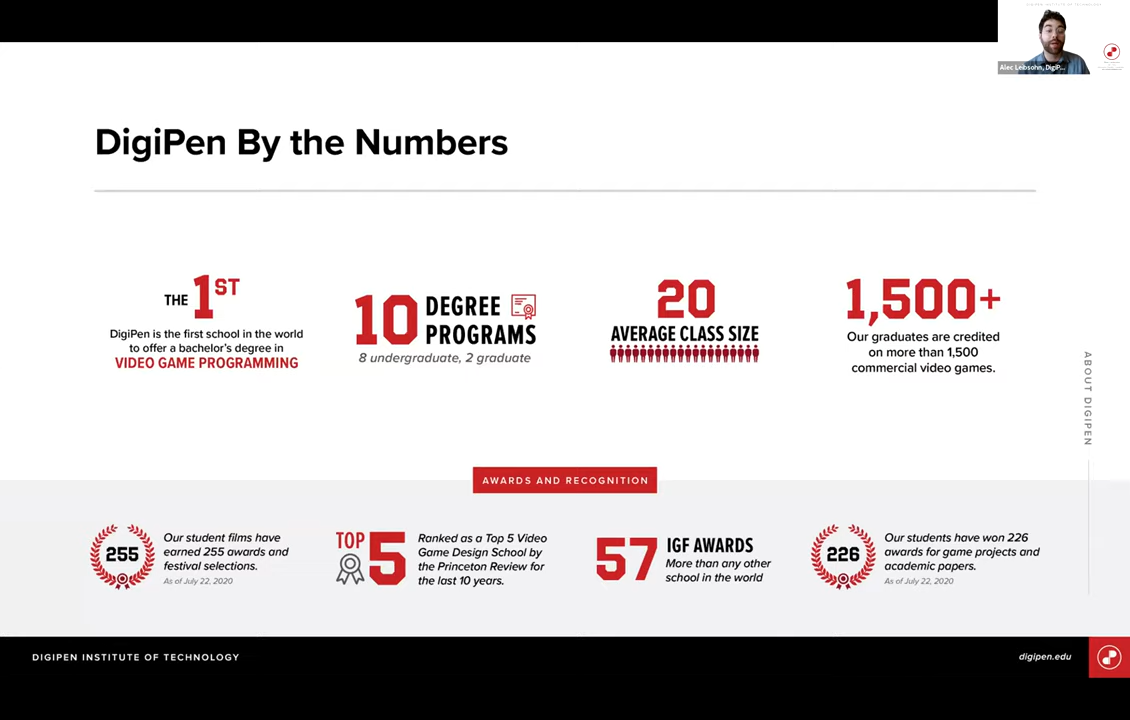 Alec Leibsohn, DigiP...
DigiPen By the Numbers
THE 1ST
DigiPen is the first school in the world
to offer a bachelor's degree in
VIDEO GAME PROGRAMMING
10 DEGREE
PROGRAMS
8 undergraduate, 2 graduate
20
AVERAGE CLASS SIZE
1,500+
Our graduates are credited
on more than 1,500
commercial video games.
ABOUT DIGIPEN
AWARDS AND RECOGNITION
255
Our student films have
earned 255 awards and
festival selections.
As of July 22, 2020
TOP 5
Ranked as a Top 5 Video
Game Design School by
the Princeton Review for
the last 10 years.
57 IGF AWARDS
More than any other
school in the world
226
Our students have won 226
awards for game projects and
academic papers.
As of July 22, 2020
DIGIPEN INSTITUTE OF TECHNOLOGY
digipen.edu